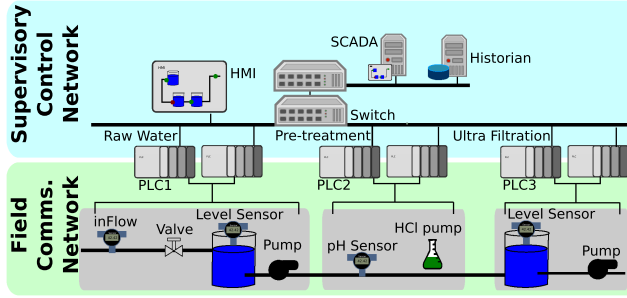 Supervisory
Control
Network
SCADA
Historian
HMI
Switch
Raw Water
Pre-treatment
Ultra Filtration
PLC1
PLC2
PLC3
Field
Comms.
Network
inFlow
Valve
Level Sensor
Pump
pH Sensor
HCl pump
Level Sensor
Pump